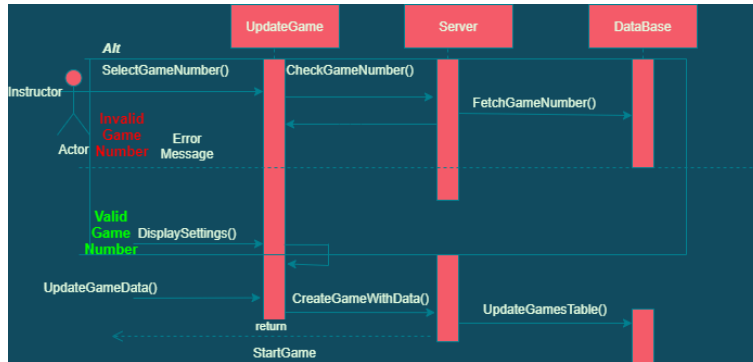 UpdateGame
Server
DataBase
Alt
SelectGameNumber()
CheckGameNumber()
Instructor
FetchGameNumber()
Invalid
Game
Number
Error
Message
Actor
Valid
Game
Number
DisplaySettings()
UpdateGameData()
CreateGameWithData()
UpdateGamesTable()
return
StartGame